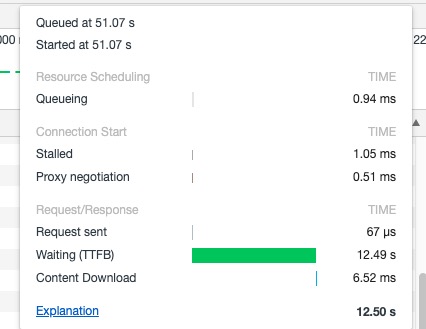 Queued at 51.07 s
Started at 51.07 s
000
22
Resource Scheduling TIME
Queueing 0.94 ms
Connection Start TIME
Stalled 1.05 ms
Proxy negotiation 0.51 ms
Request/Response TIME
Request sent 67 µs
Waiting (TTFB) 12.49 s
Content Download 6.52 ms
Explanation 12.50 s